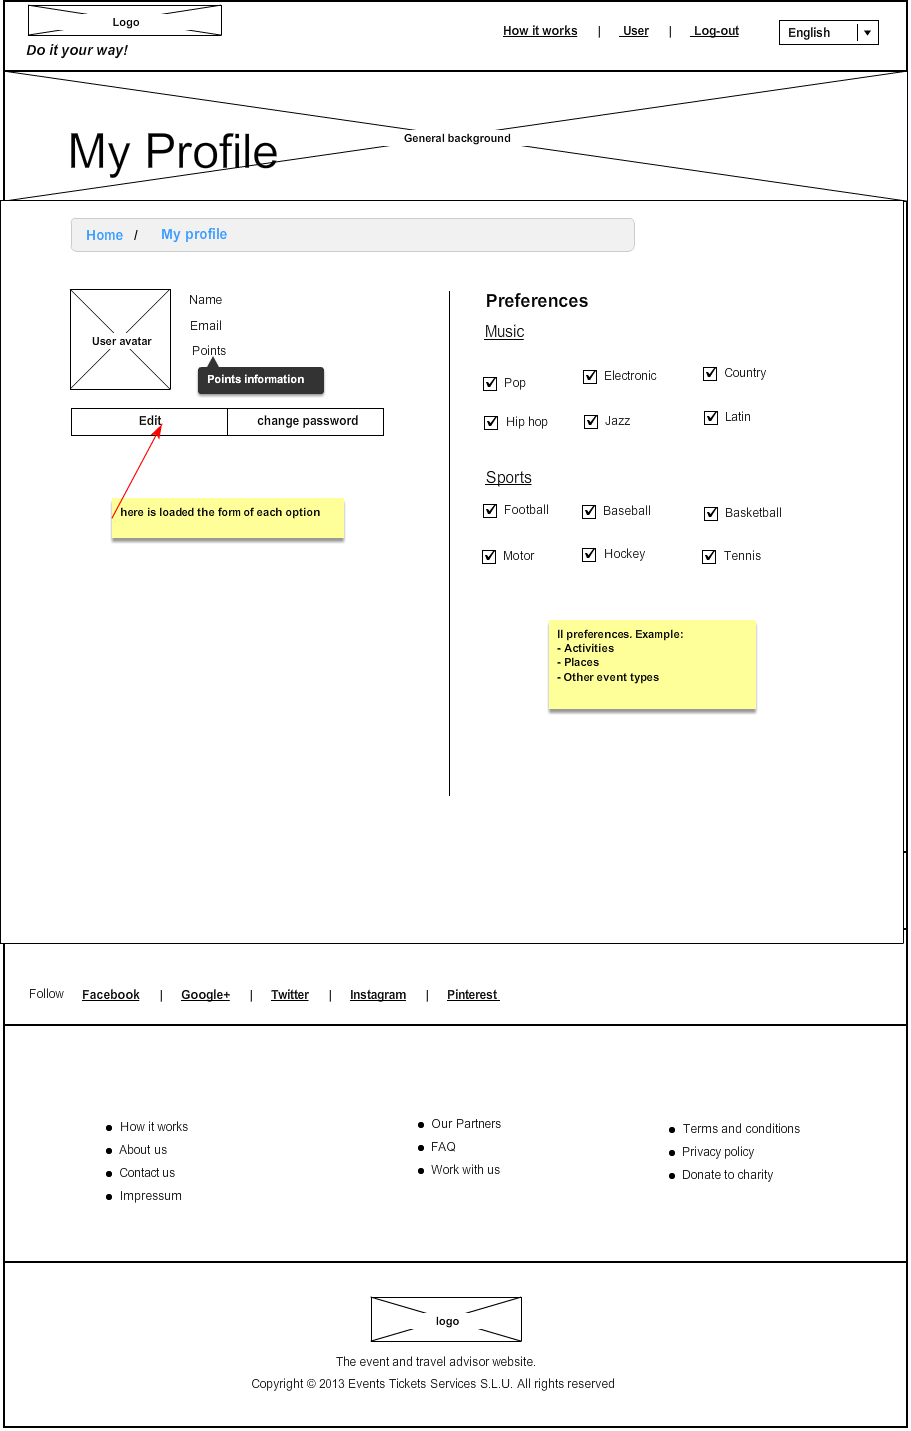 Logo
Do it your way!
How it works | User | Log-out
English
General background
My Profile
Home / My profile
User avatar
Name
Email
Points
Points information
Edit
change password
here is loaded the form of each option
Preferences
Music
Pop
Electronic
Country
Hip hop
Jazz
Latin
Sports
Football
Baseball
Basketball
Motor
Hockey
Tennis
ll preferences. Example:
- Activities
- Places
- Other event types
Follow Facebook | Google+ | Twitter | Instagram | Pinterest
How it works
About us
Contact us
Impressum
Our Partners
FAQ
Work with us
Terms and conditions
Privacy policy
Donate to charity
logo
The event and travel advisor website.
Copyright © 2013 Events Tickets Services S.L.U. All rights reserved